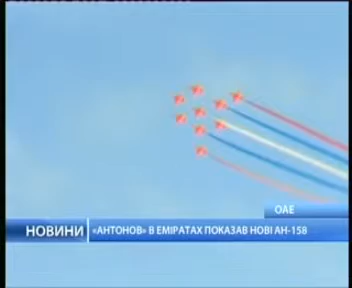 ОАЕ
НОВИНИ
«АНТОНОВ» В ЕМІРАТАХ ПОКАЗАВ НОВІ АН-158